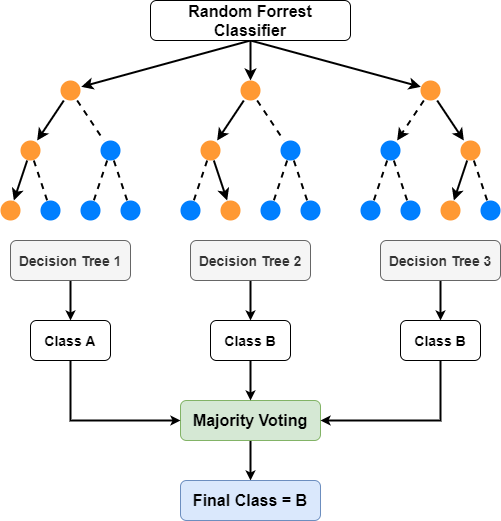 Random Forrest
Classifier
Decision Tree 1
Decision Tree 2
Decision Tree 3
Class A
Class B
Class B
Majority Voting
Final Class = B